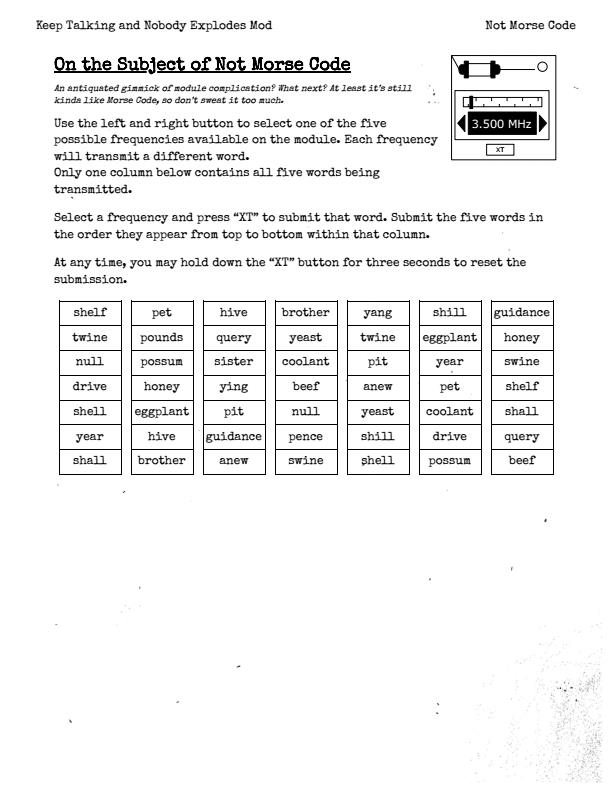 Keep Talking and Nobody Explodes Mod Not Morse Code
On the Subject of Not Morse Code
An antiquated gimmick of module complication? What next? At least it's still
kinda like Morse Code, so don't sweat it too much.
3.500 MHz
XT
Use the left and right button to select one of the five
possible frequencies available on the module. Each frequency
will transmit a different word.
Only one column below contains all five words being
transmitted.
Select a frequency and press “XT” to submit that word. Submit the five words in
the order they appear from top to bottom within that column.
At any time, you may hold down the “XT” button for three seconds to reset the
submission.
shelf pet hive brother yang shill guidance
twine pounds query yeast twine eggplant honey
null possum sister coolant pit year swine
drive honey ying beef anew pet shelf
shell eggplant pit null yeast coolant shall
year hive guidance pence shill drive query
shall brother anew swine shell possum beef